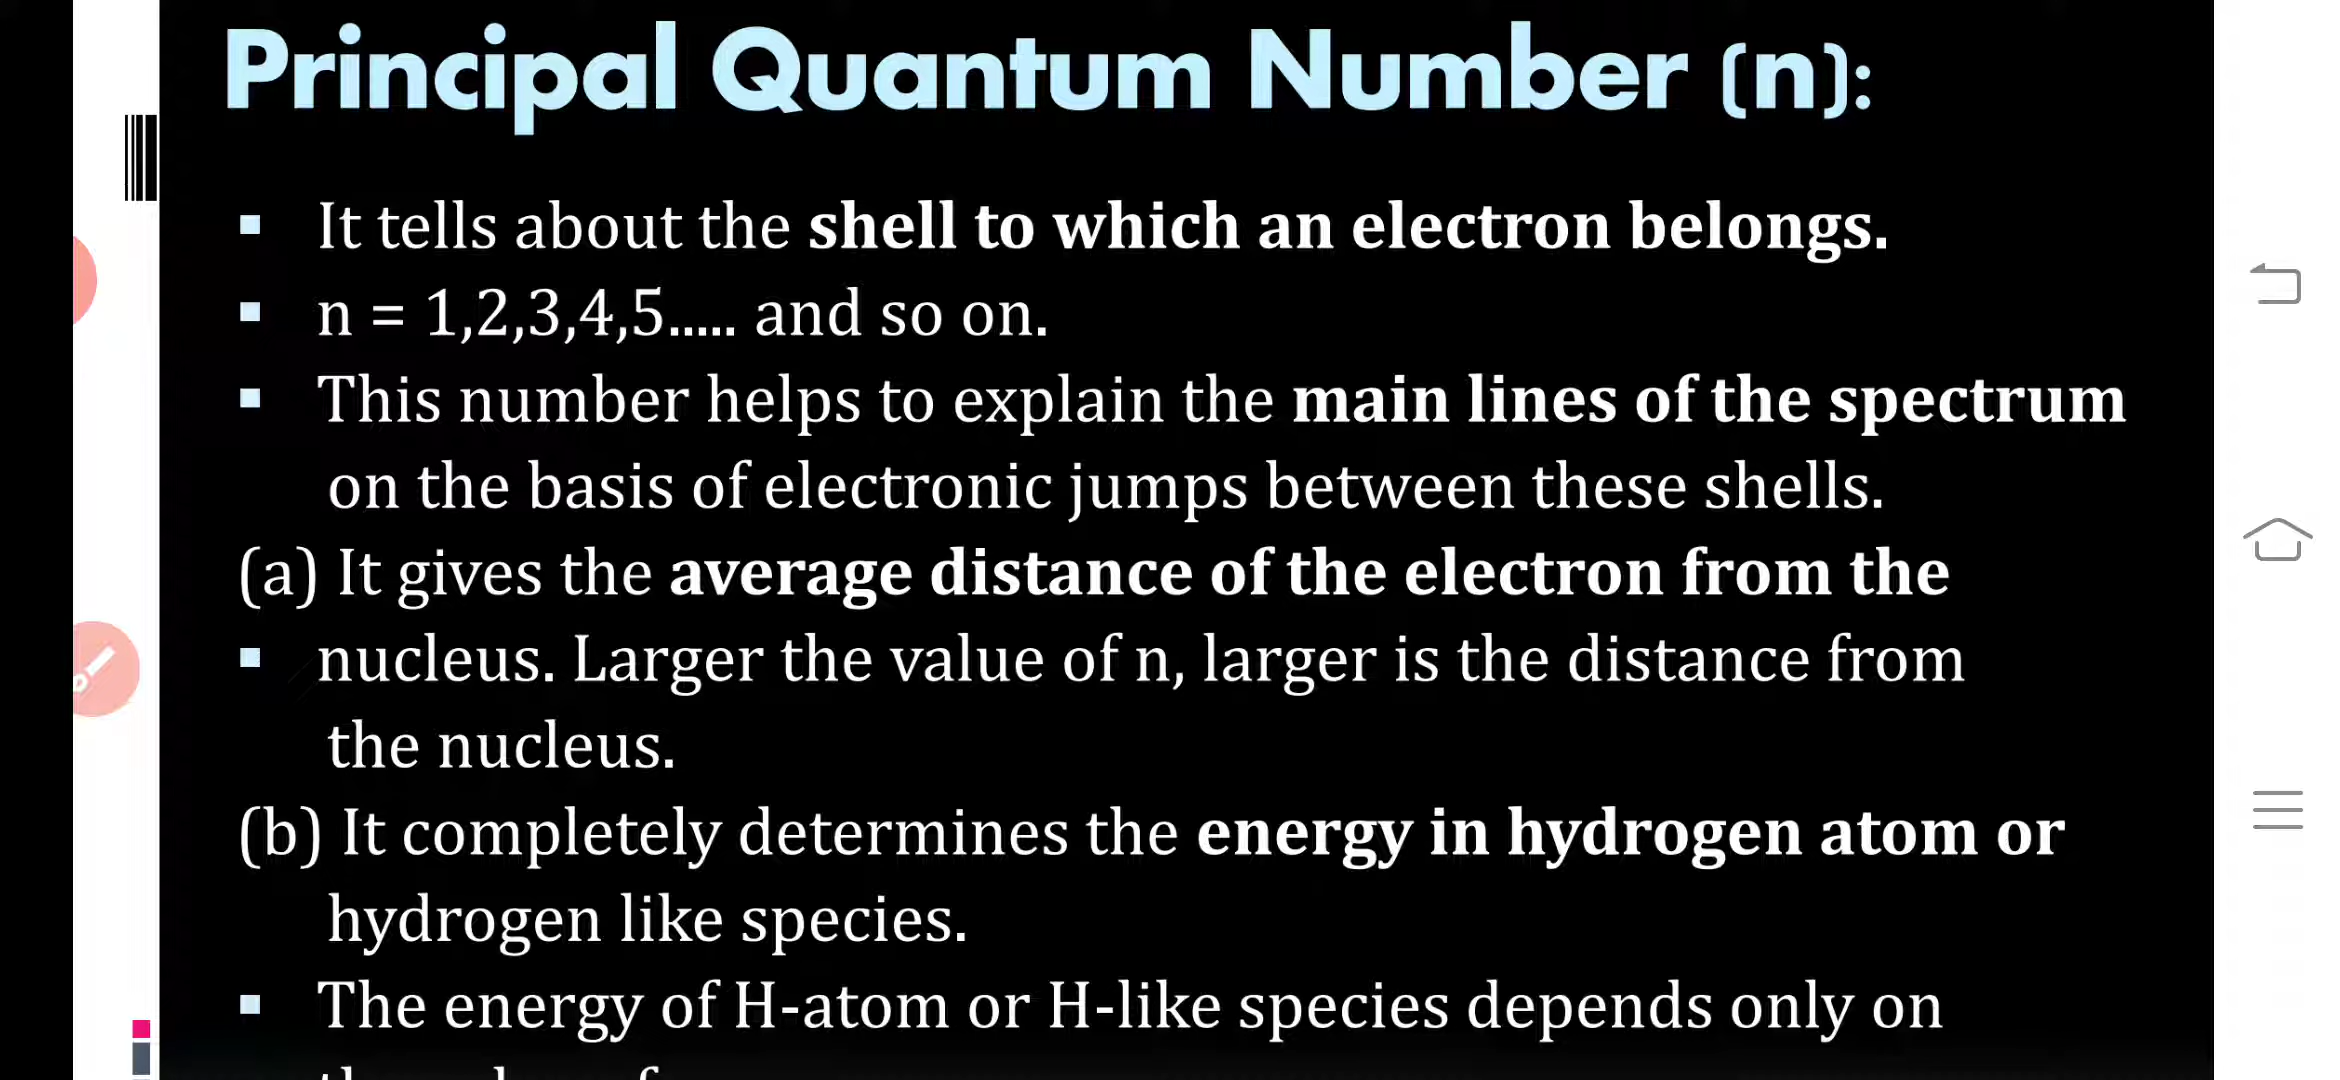 Principal Quantum Number (n):
▪ It tells about the shell to which an electron belongs.
▪ n = 1,2,3,4,5..... and so on.
▪ This number helps to explain the main lines of the spectrum
on the basis of electronic jumps between these shells.
(a) It gives the average distance of the electron from the
▪ nucleus. Larger the value of n, larger is the distance from
the nucleus.
(b) It completely determines the energy in hydrogen atom or
hydrogen like species.
▪ The energy of H-atom or H-like species depends only on